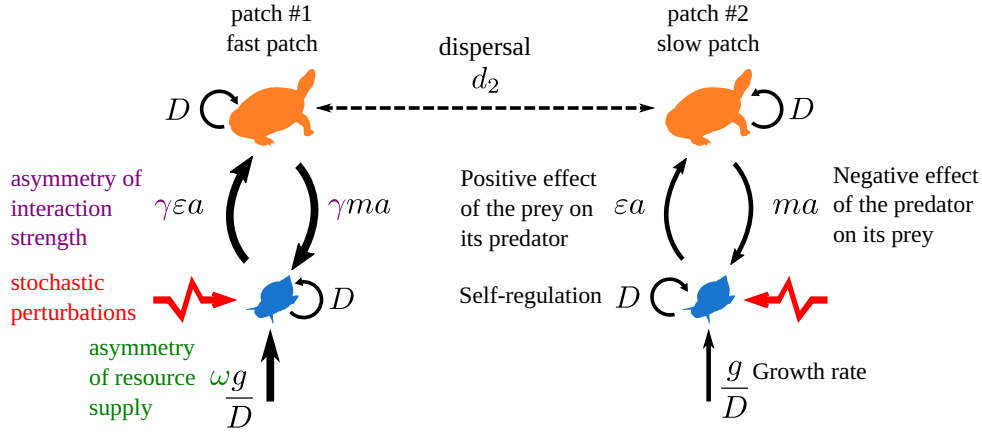 patch #1
fast patch
patch #2
slow patch
dispersal
d₂
D
D
asymmetry of
interaction
strength
γεa
γma
Positive effect
of the prey on
its predator
εa
ma
Negative effect
of the predator
on its prey
stochastic
perturbations
D
Self-regulation
D
asymmetry
of resource
supply
ωg
D
g
D
Growth rate